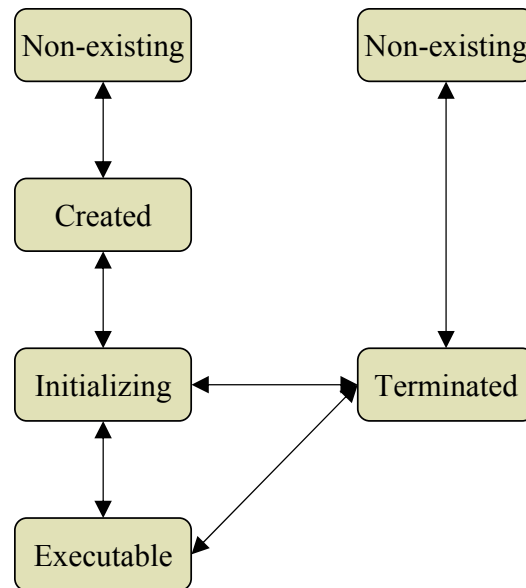 Non-existing
Non-existing
Created
Initializing
Terminated
Executable